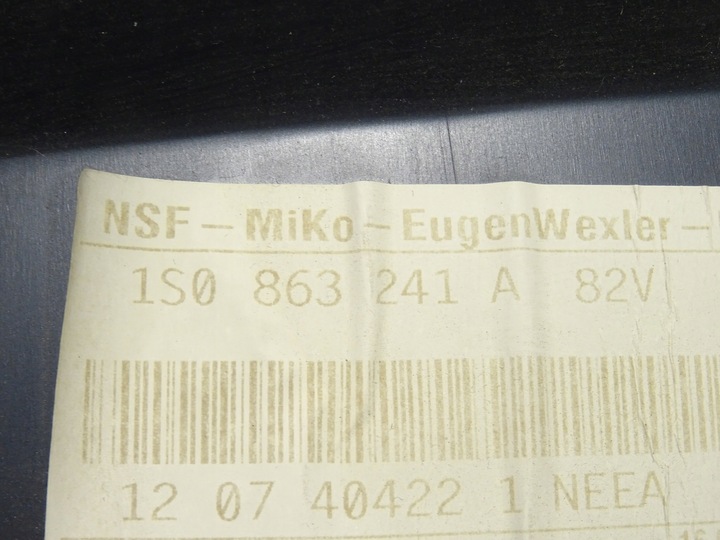 NSF – MiKo – EugenWexler –
1S0 863 241 A 82V
12 07 40422 1 NEEA